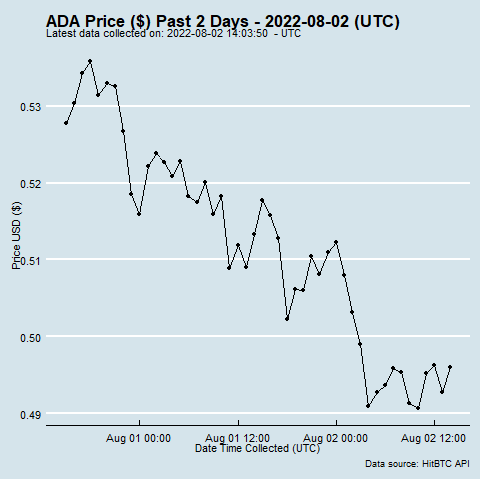 ADA Price ($) Past 2 Days - 2022-08-02 (UTC)
Latest data collected on: 2022-08-02 14:03:50 - UTC
0.53
0.52
0.51
0.50
0.49
Price USD ($)
Aug 01 00:00 Aug 01 12:00 Aug 02 00:00 Aug 02 12:00
Date Time Collected (UTC)
Data source: HitBTC API